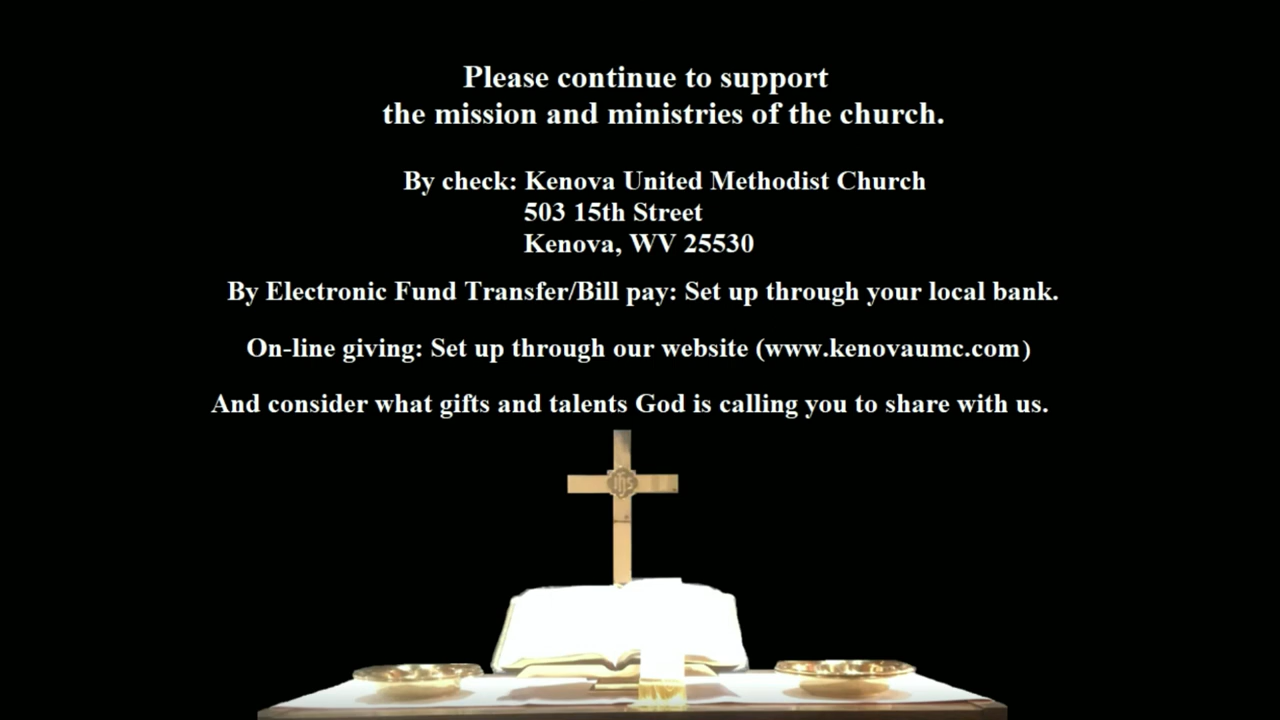 Please continue to support
the mission and ministries of the church.
By check: Kenova United Methodist Church
503 15th Street
Kenova, WV 25530
By Electronic Fund Transfer/Bill pay: Set up through your local bank.
On-line giving: Set up through our website (www.kenovaumc.com)
And consider what gifts and talents God is calling you to share with us.
IHS